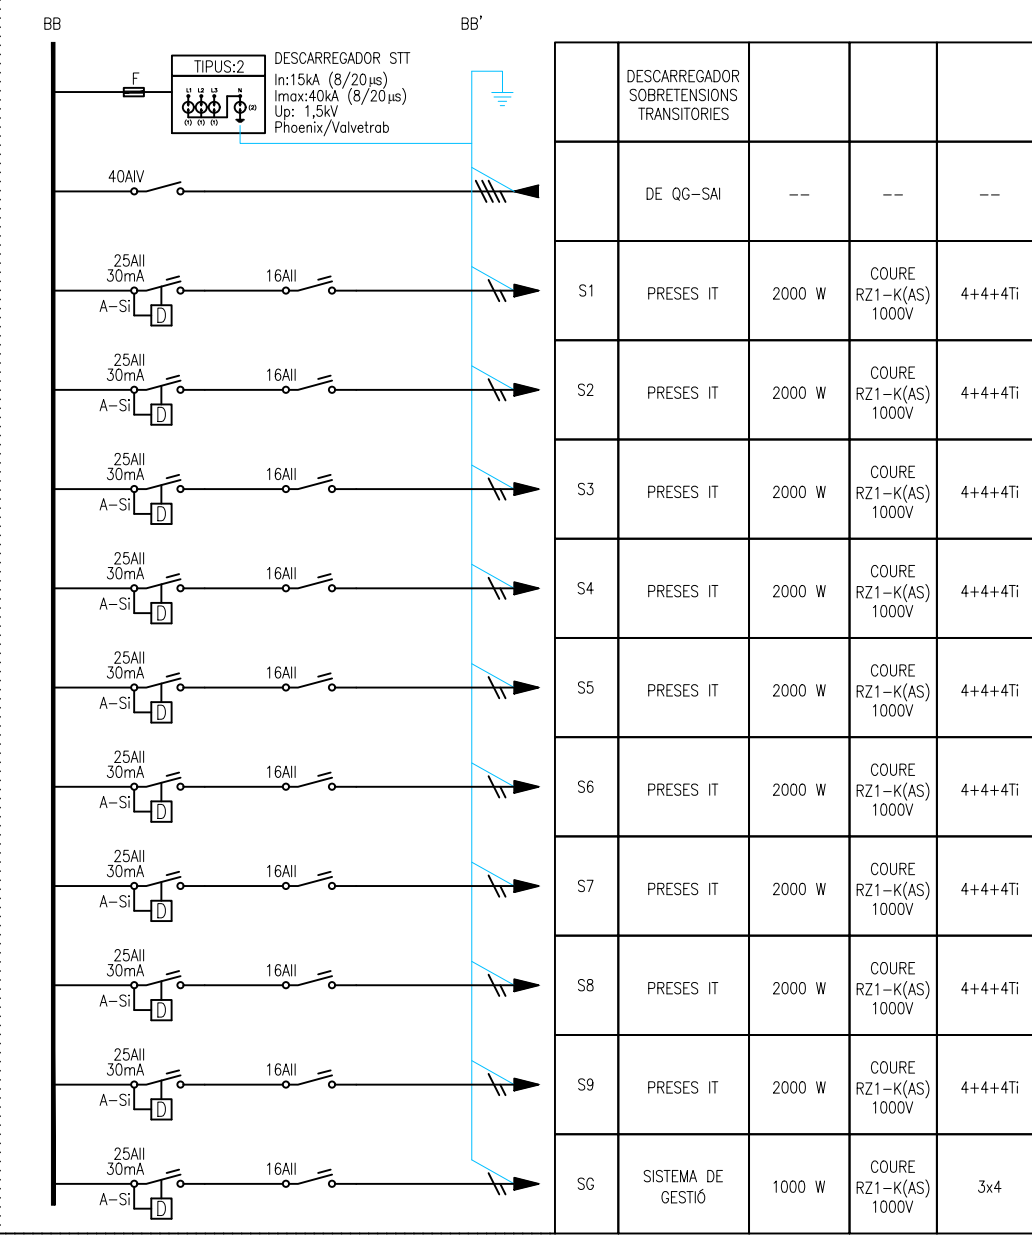 BB
BB'
F
TIPUS:2
L1 L2 L3 N
(1) (1) (1)
(2)
DESCARREGADOR STT
In:15kA (8/20µs)
Imax:40kA (8/20µs)
Up: 1,5kV
Phoenix/Valvetrab
DESCARREGADOR
SOBRETENSIONS
TRANSITORIES
40AIV
DE QG-SAI
--
--
--
25AII
30mA
A-Si
D
16AII
S1
PRESES IT
2000 W
COURE
RZ1-K(AS)
1000V
4+4+4Ti
25AII
30mA
A-Si
D
16AII
S2
PRESES IT
2000 W
COURE
RZ1-K(AS)
1000V
4+4+4Ti
25AII
30mA
A-Si
D
16AII
S3
PRESES IT
2000 W
COURE
RZ1-K(AS)
1000V
4+4+4Ti
25AII
30mA
A-Si
D
16AII
S4
PRESES IT
2000 W
COURE
RZ1-K(AS)
1000V
4+4+4Ti
25AII
30mA
A-Si
D
16AII
S5
PRESES IT
2000 W
COURE
RZ1-K(AS)
1000V
4+4+4Ti
25AII
30mA
A-Si
D
16AII
S6
PRESES IT
2000 W
COURE
RZ1-K(AS)
1000V
4+4+4Ti
25AII
30mA
A-Si
D
16AII
S7
PRESES IT
2000 W
COURE
RZ1-K(AS)
1000V
4+4+4Ti
25AII
30mA
A-Si
D
16AII
S8
PRESES IT
2000 W
COURE
RZ1-K(AS)
1000V
4+4+4Ti
25AII
30mA
A-Si
D
16AII
S9
PRESES IT
2000 W
COURE
RZ1-K(AS)
1000V
4+4+4Ti
25AII
30mA
A-Si
D
16AII
SG
SISTEMA DE
GESTIÓ
1000 W
COURE
RZ1-K(AS)
1000V
3x4